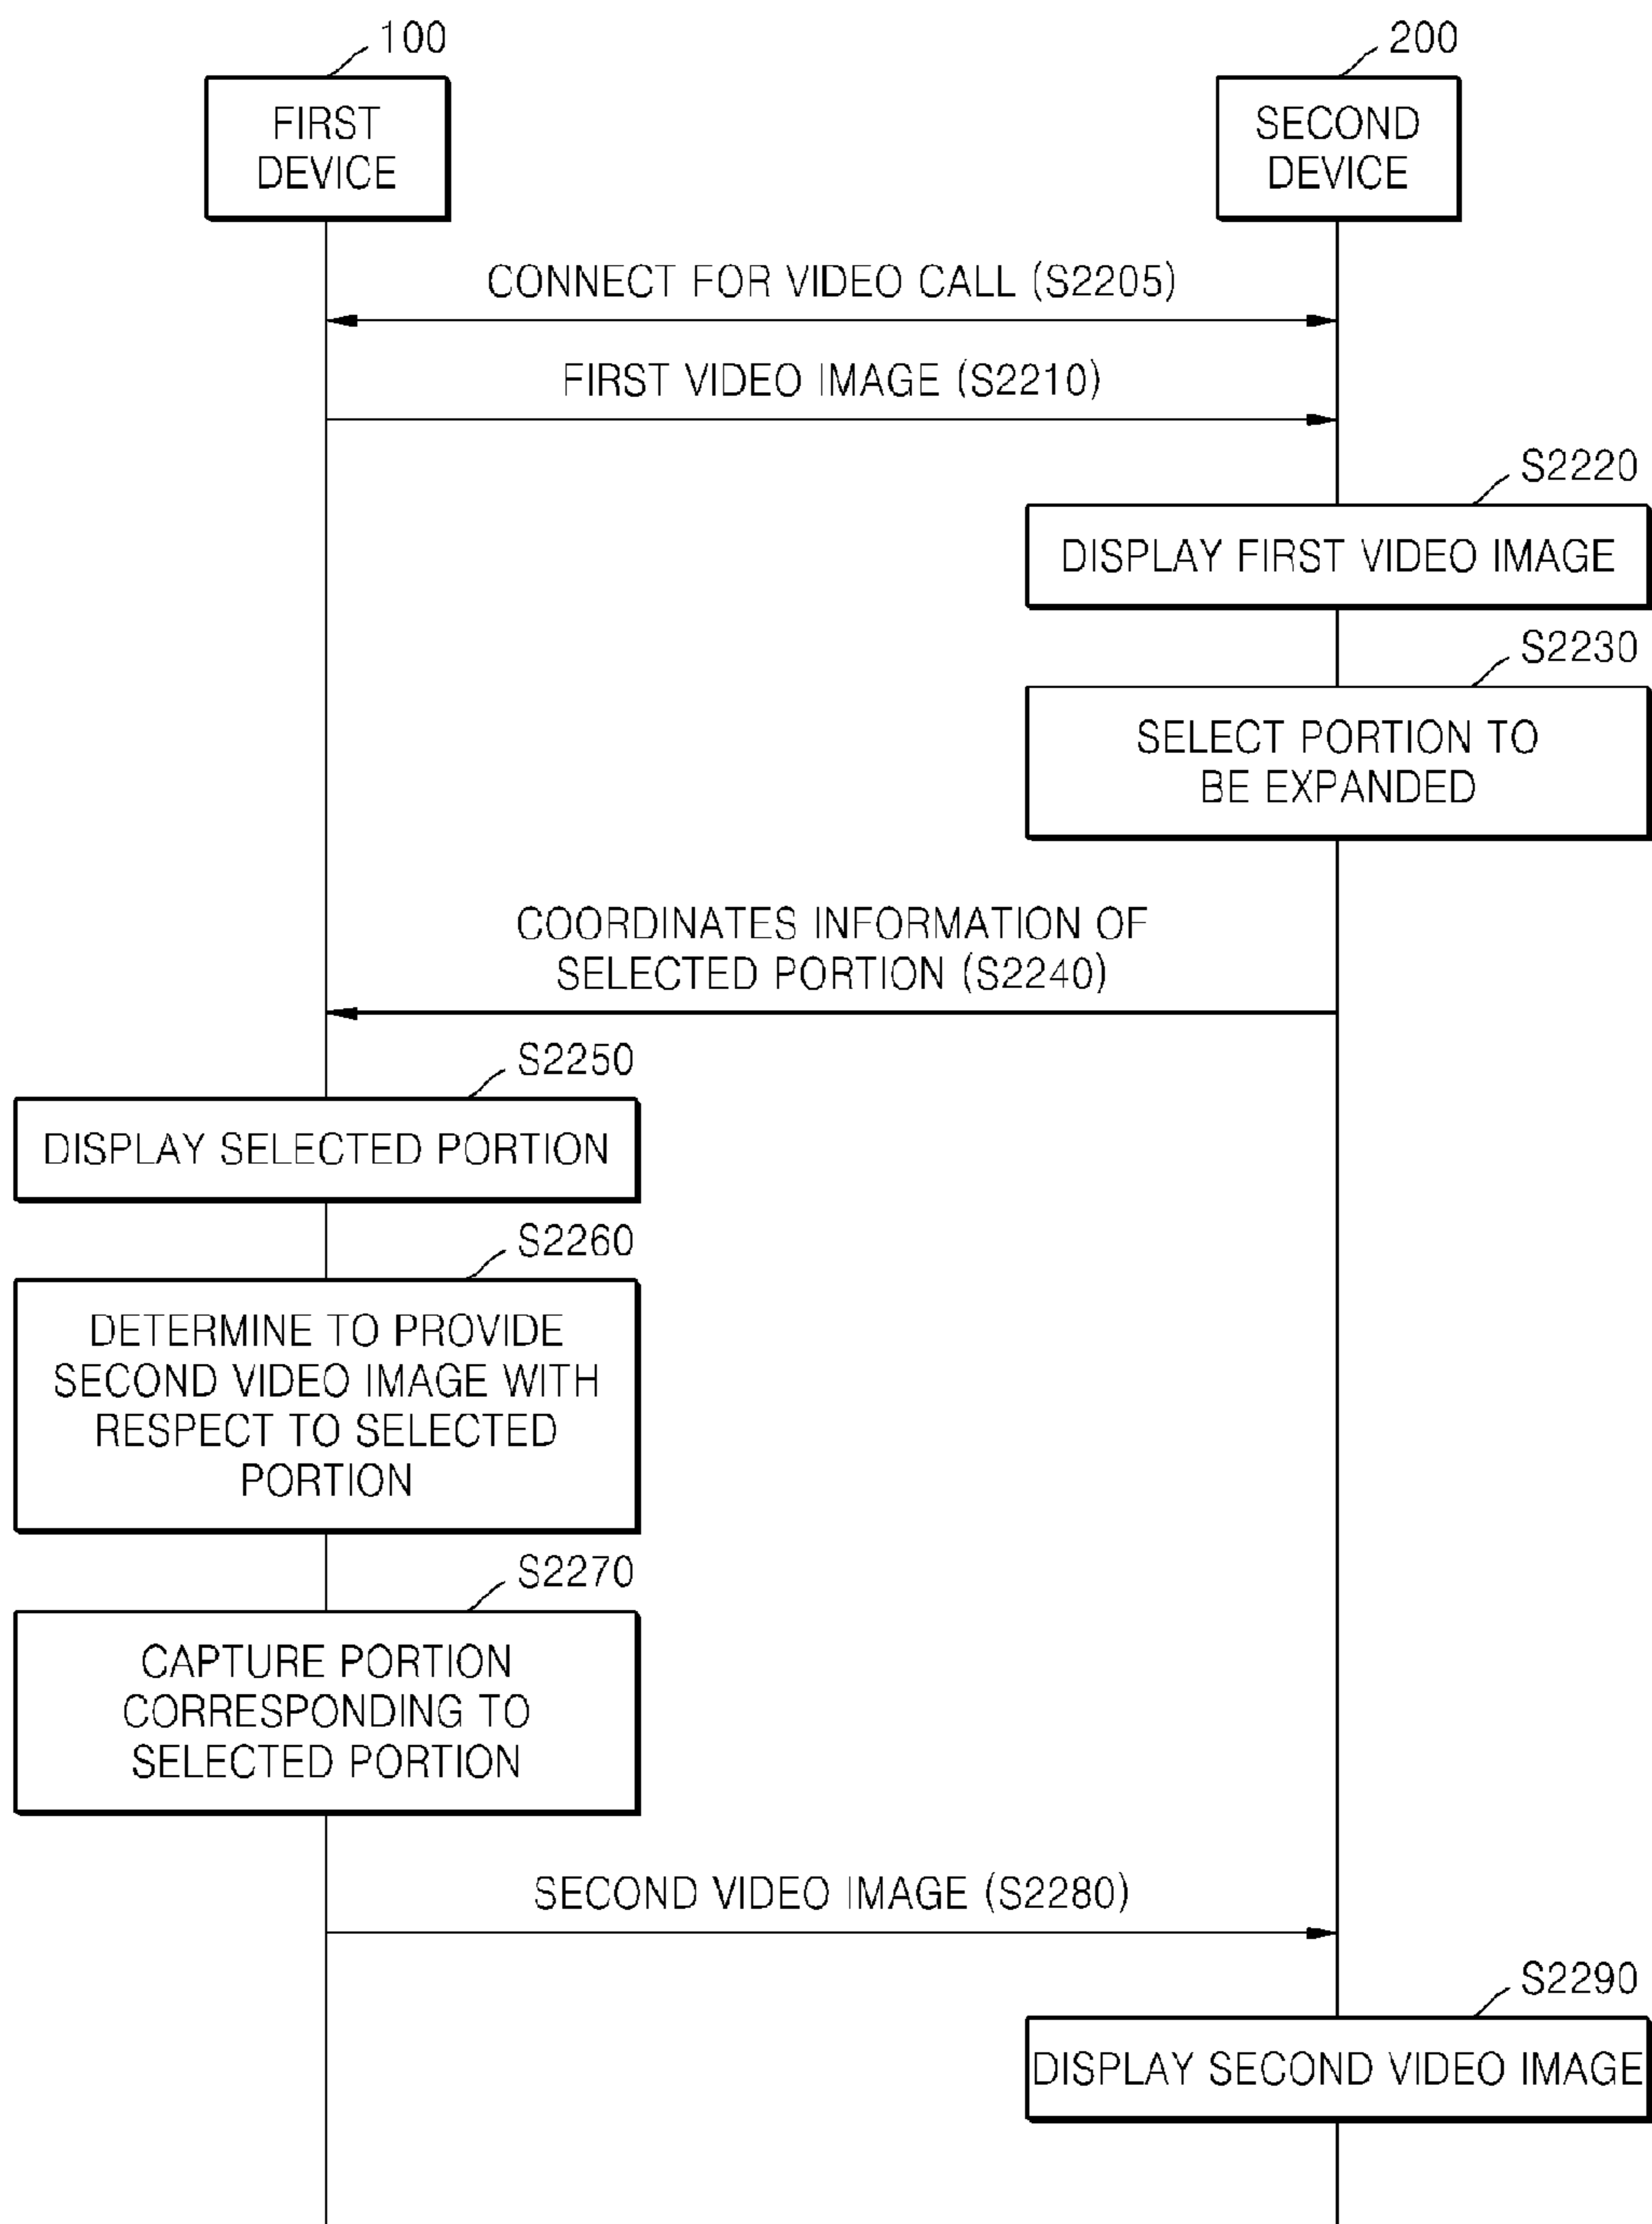 100
200
FIRST
DEVICE
SECOND
DEVICE
CONNECT FOR VIDEO CALL (S2205)
FIRST VIDEO IMAGE (S2210)
S2220
DISPLAY FIRST VIDEO IMAGE
S2230
SELECT PORTION TO
BE EXPANDED
COORDINATES INFORMATION OF
SELECTED PORTION (S2240)
S2250
DISPLAY SELECTED PORTION
S2260
DETERMINE TO PROVIDE
SECOND VIDEO IMAGE WITH
RESPECT TO SELECTED
PORTION
S2270
CAPTURE PORTION
CORRESPONDING TO
SELECTED PORTION
SECOND VIDEO IMAGE (S2280)
S2290
DISPLAY SECOND VIDEO IMAGE